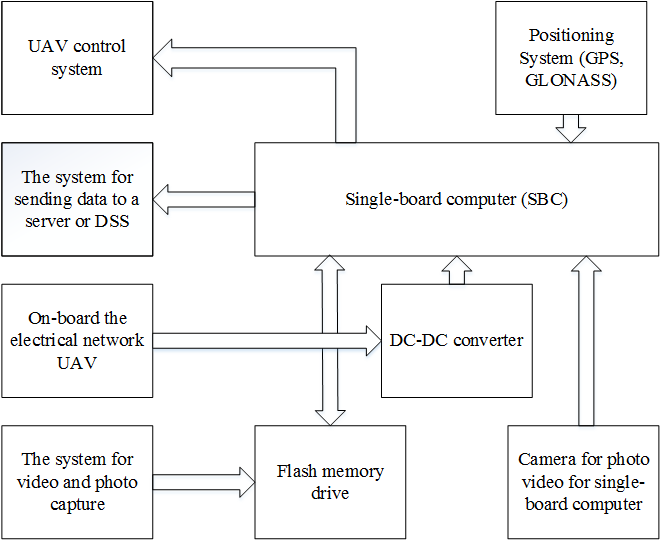 UAV control
system
Positioning
System (GPS,
GLONASS)
The system for
sending data to a
server or DSS
Single-board computer (SBC)
On-board the
electrical network
UAV
DC-DC converter
The system for
video and photo
capture
Flash memory
drive
Camera for photo
video for single-
board computer